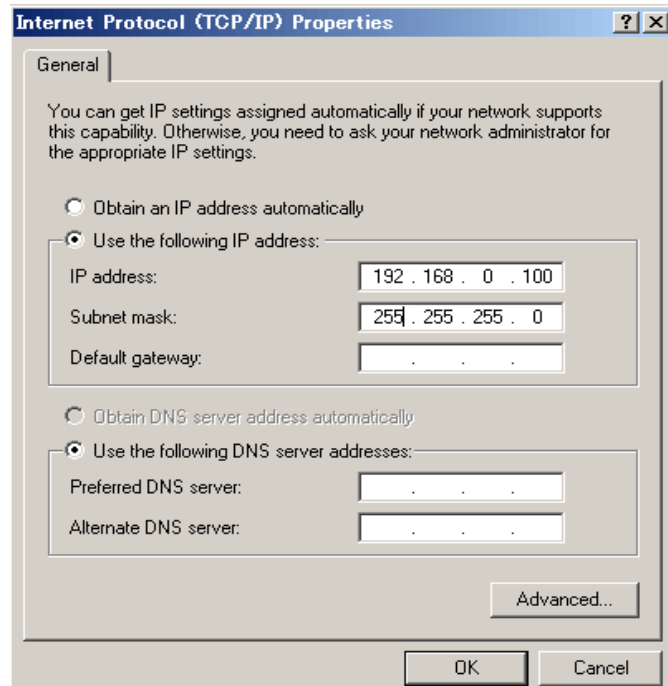 Internet Protocol (TCP/IP) Properties
General
You can get IP settings assigned automatically if your network supports
this capability. Otherwise, you need to ask your network administrator for
the appropriate IP settings.
Obtain an IP address automatically
Use the following IP address:
IP address: 192 . 168 . 0 . 100
Subnet mask: 255 . 255 . 255 . 0
Default gateway: . . .
Obtain DNS server address automatically
Use the following DNS server addresses:
Preferred DNS server: . . .
Alternate DNS server: . . .
Advanced...
OK Cancel